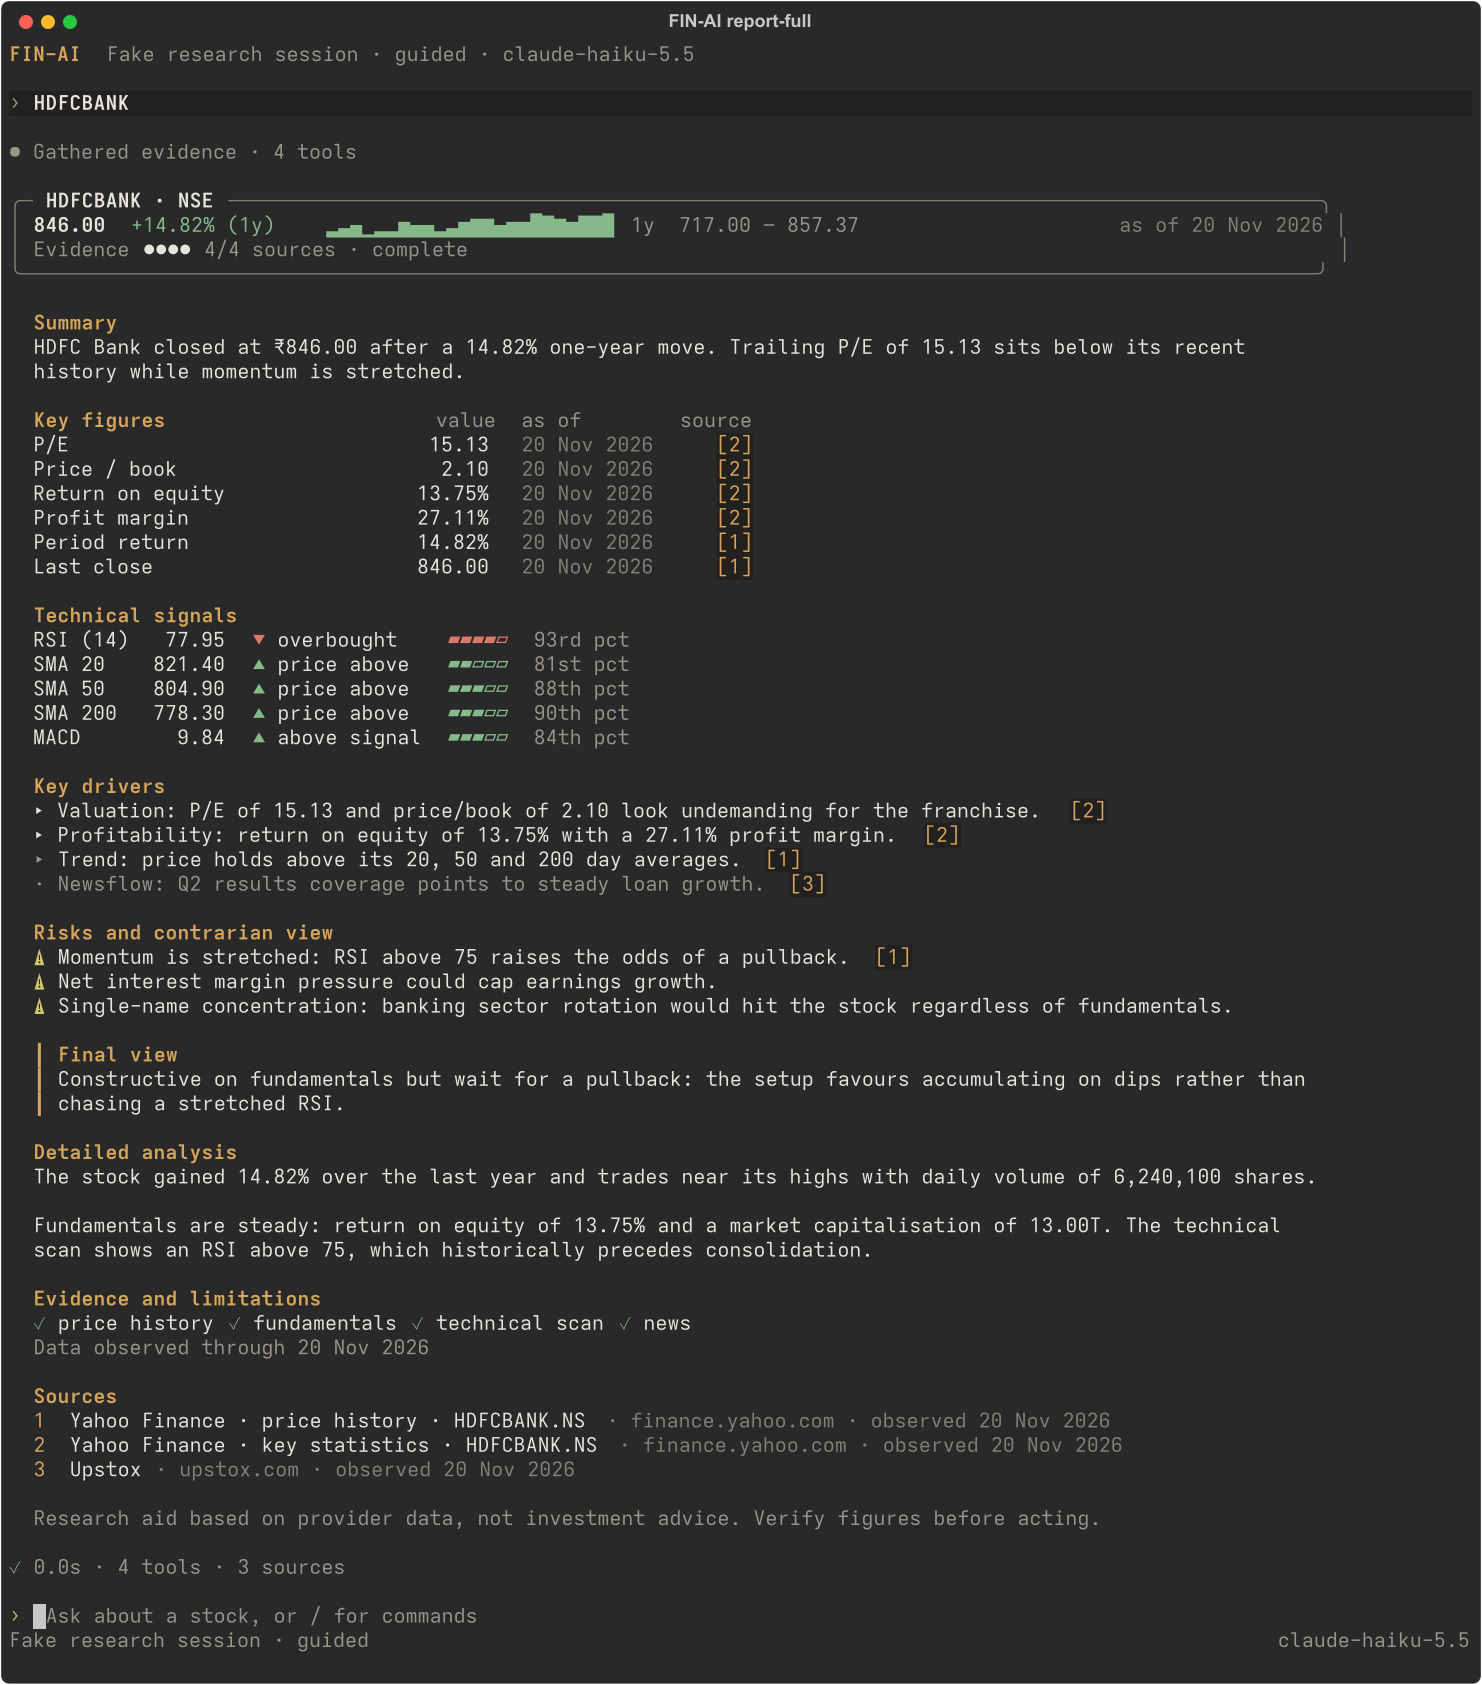 FIN-AI report-full
FIN-AI Fake research session · guided · claude-haiku-5.5
› HDFCBANK
● Gathered evidence · 4 tools
HDFCBANK · NSE
846.00 +14.82% (1y) 1y 717.00 – 857.37 as of 20 Nov 2026
Evidence ●●●● 4/4 sources · complete
Summary
HDFC Bank closed at ₹846.00 after a 14.82% one-year move. Trailing P/E of 15.13 sits below its recent
history while momentum is stretched.
Key figures value as of source
P/E 15.13 20 Nov 2026 [2]
Price / book 2.10 20 Nov 2026 [2]
Return on equity 13.75% 20 Nov 2026 [2]
Profit margin 27.11% 20 Nov 2026 [2]
Period return 14.82% 20 Nov 2026 [1]
Last close 846.00 20 Nov 2026 [1]
Technical signals
RSI (14) 77.95 ▼ overbought ▰▰▰▰▱ 93rd pct
SMA 20 821.40 ▲ price above ▰▰▱▱▱ 81st pct
SMA 50 804.90 ▲ price above ▰▰▰▱▱ 88th pct
SMA 200 778.30 ▲ price above ▰▰▰▱▱ 90th pct
MACD 9.84 ▲ above signal ▰▰▰▱▱ 84th pct
Key drivers
‣ Valuation: P/E of 15.13 and price/book of 2.10 look undemanding for the franchise. [2]
‣ Profitability: return on equity of 13.75% with a 27.11% profit margin. [2]
‣ Trend: price holds above its 20, 50 and 200 day averages. [1]
· Newsflow: Q2 results coverage points to steady loan growth. [3]
Risks and contrarian view
⚠ Momentum is stretched: RSI above 75 raises the odds of a pullback. [1]
⚠ Net interest margin pressure could cap earnings growth.
⚠ Single-name concentration: banking sector rotation would hit the stock regardless of fundamentals.
Final view
Constructive on fundamentals but wait for a pullback: the setup favours accumulating on dips rather than
chasing a stretched RSI.
Detailed analysis
The stock gained 14.82% over the last year and trades near its highs with daily volume of 6,240,100 shares.
Fundamentals are steady: return on equity of 13.75% and a market capitalisation of 13.00T. The technical
scan shows an RSI above 75, which historically precedes consolidation.
Evidence and limitations
✓ price history ✓ fundamentals ✓ technical scan ✓ news
Data observed through 20 Nov 2026
Sources
1 Yahoo Finance · price history · HDFCBANK.NS · finance.yahoo.com · observed 20 Nov 2026
2 Yahoo Finance · key statistics · HDFCBANK.NS · finance.yahoo.com · observed 20 Nov 2026
3 Upstox · upstox.com · observed 20 Nov 2026
Research aid based on provider data, not investment advice. Verify figures before acting.
✓ 0.0s · 4 tools · 3 sources
› Ask about a stock, or / for commands
Fake research session · guided claude-haiku-5.5